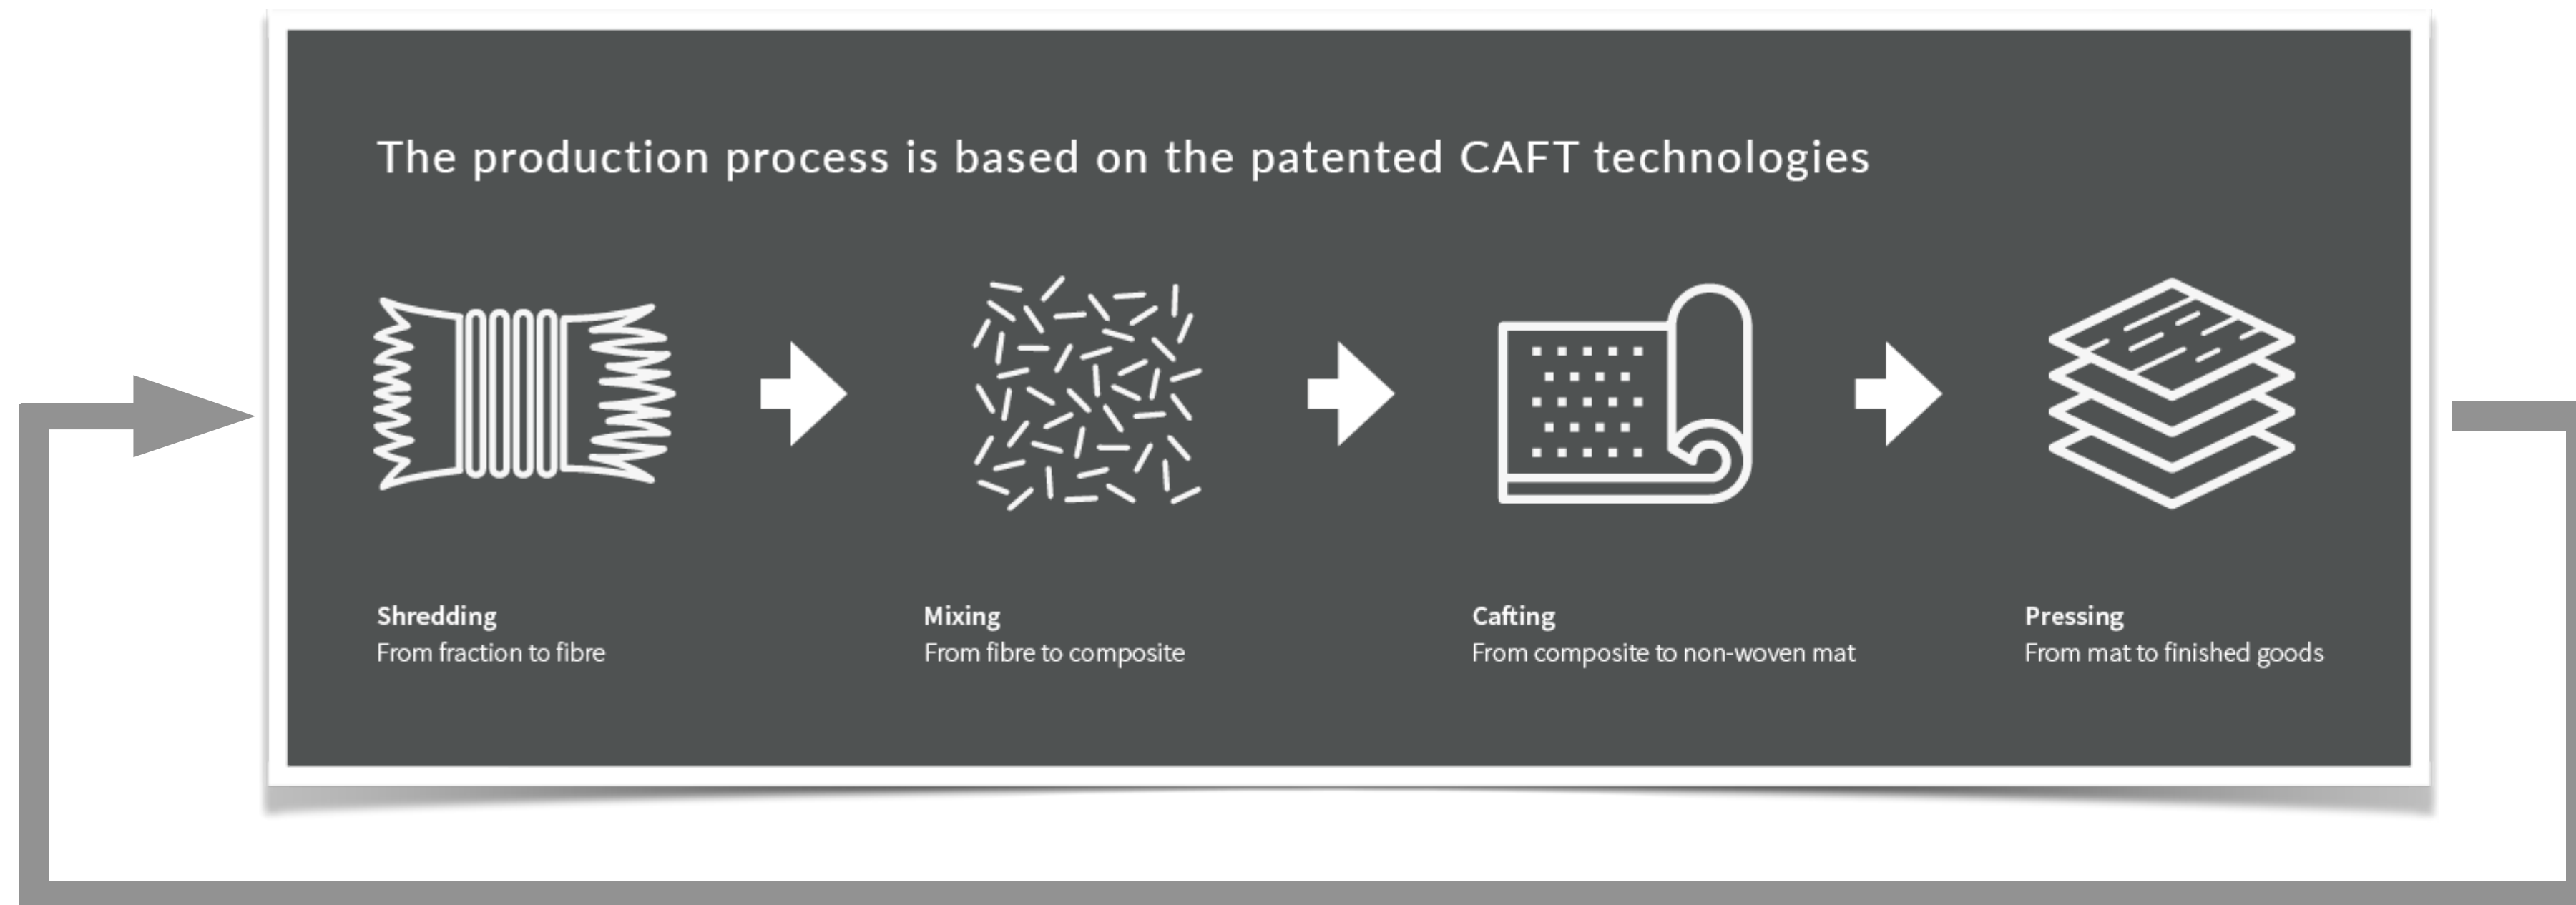 The production process is based on the patented CAFT technologies
Shredding
From fraction to fibre
Mixing
From fibre to composite
Cafting
From composite to non-woven mat
Pressing
From mat to finished goods